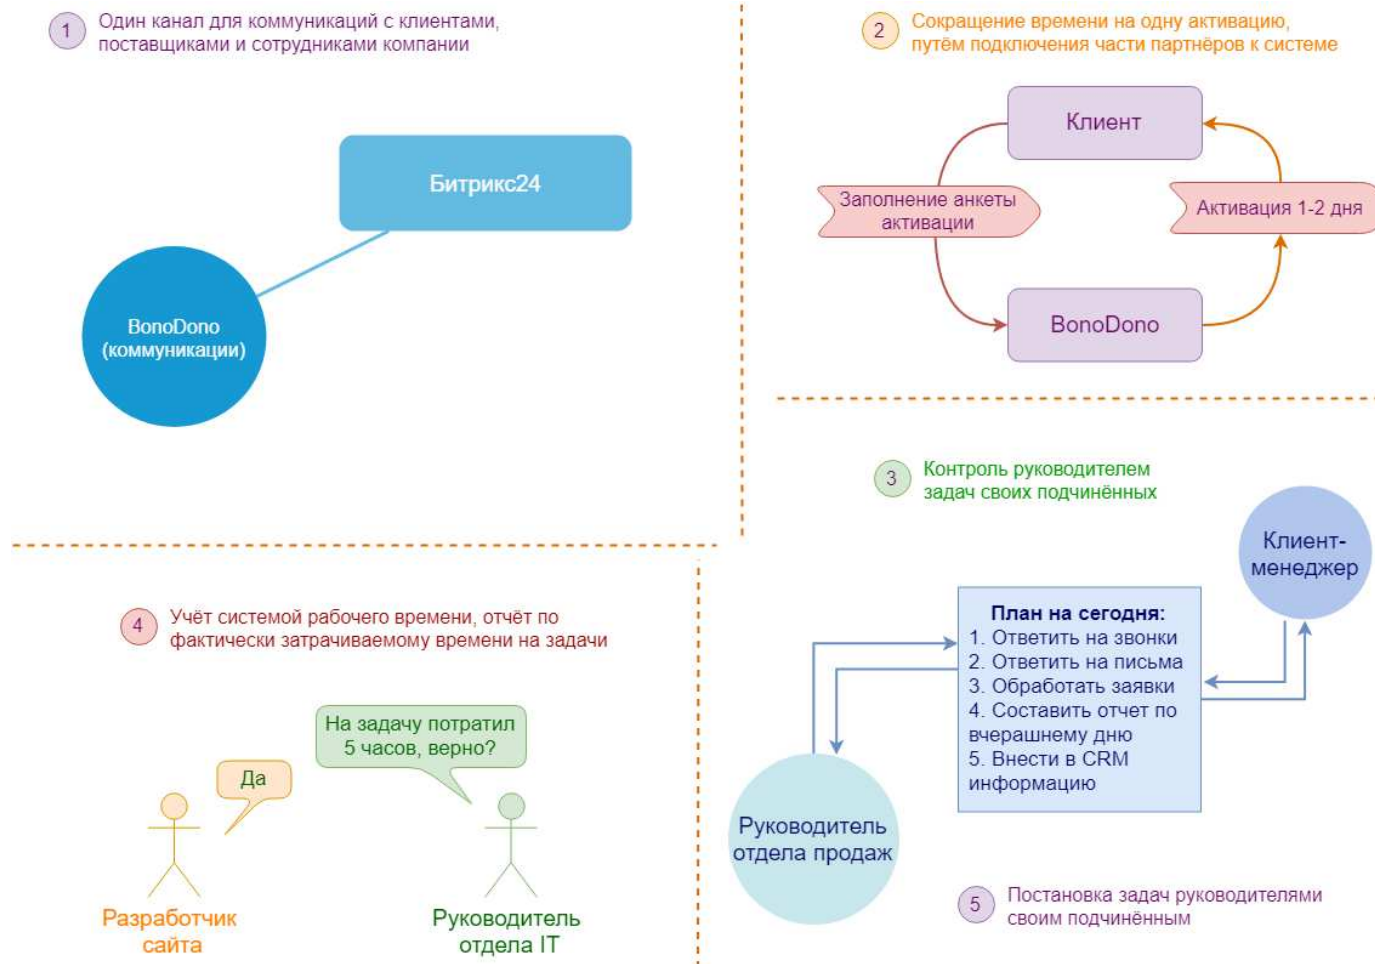 1
Один канал для коммуникаций с клиентами,
поставщиками и сотрудниками компании
Битрикс24
BonoDono
(коммуникации)
2
Сокращение времени на одну активацию,
путём подключения части партнёров к системе
Клиент
Заполнение анкеты
активации
Активация 1-2 дня
BonoDono
3
Контроль руководителем
задач своих подчинённых
Клиент-
менеджер
План на сегодня:
1. Ответить на звонки
2. Ответить на письма
3. Обработать заявки
4. Составить отчет по
вчерашнему дню
5. Внести в CRM
информацию
Руководитель
отдела продаж
5
Постановка задач руководителями
своим подчинённым
4
Учёт системой рабочего времени, отчёт по
фактически затрачиваемому времени на задачи
На задачу потратил
5 часов, верно?
Да
Разработчик
сайта
Руководитель
отдела IT